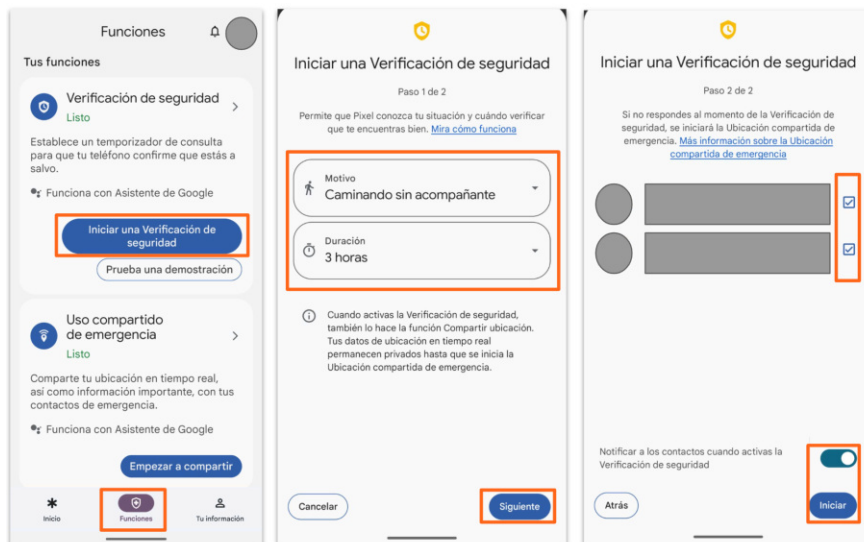 Funciones
Tus funciones
Verificación de seguridad
Listo
Establece un temporizador de consulta
para que tu teléfono confirme que estás a
salvo.
Funciona con Asistente de Google
Iniciar una Verificación de
seguridad
Prueba una demostración
Uso compartido
de emergencia
Listo
Comparte tu ubicación en tiempo real,
así como información importante, con tus
contactos de emergencia.
Funciona con Asistente de Google
Empezar a compartir
Inicio
Funciones
Tu información
Iniciar una Verificación de seguridad
Paso 1 de 2
Permite que Pixel conozca tu situación y cuándo verificar
que te encuentras bien. Mira cómo funciona
Motivo
Caminando sin acompañante
Duración
3 horas
Cuando activas la Verificación de seguridad,
también lo hace la función Compartir ubicación.
Tus datos de ubicación en tiempo real
permanecen privados hasta que se inicia la
Ubicación compartida de emergencia.
Cancelar
Siguiente
Iniciar una Verificación de seguridad
Paso 2 de 2
Si no respondes al momento de la Verificación de
seguridad, se iniciará la Ubicación compartida de
emergencia. Más información sobre la Ubicación
compartida de emergencia
Notificar a los contactos cuando activas la
Verificación de seguridad
Atrás
Iniciar